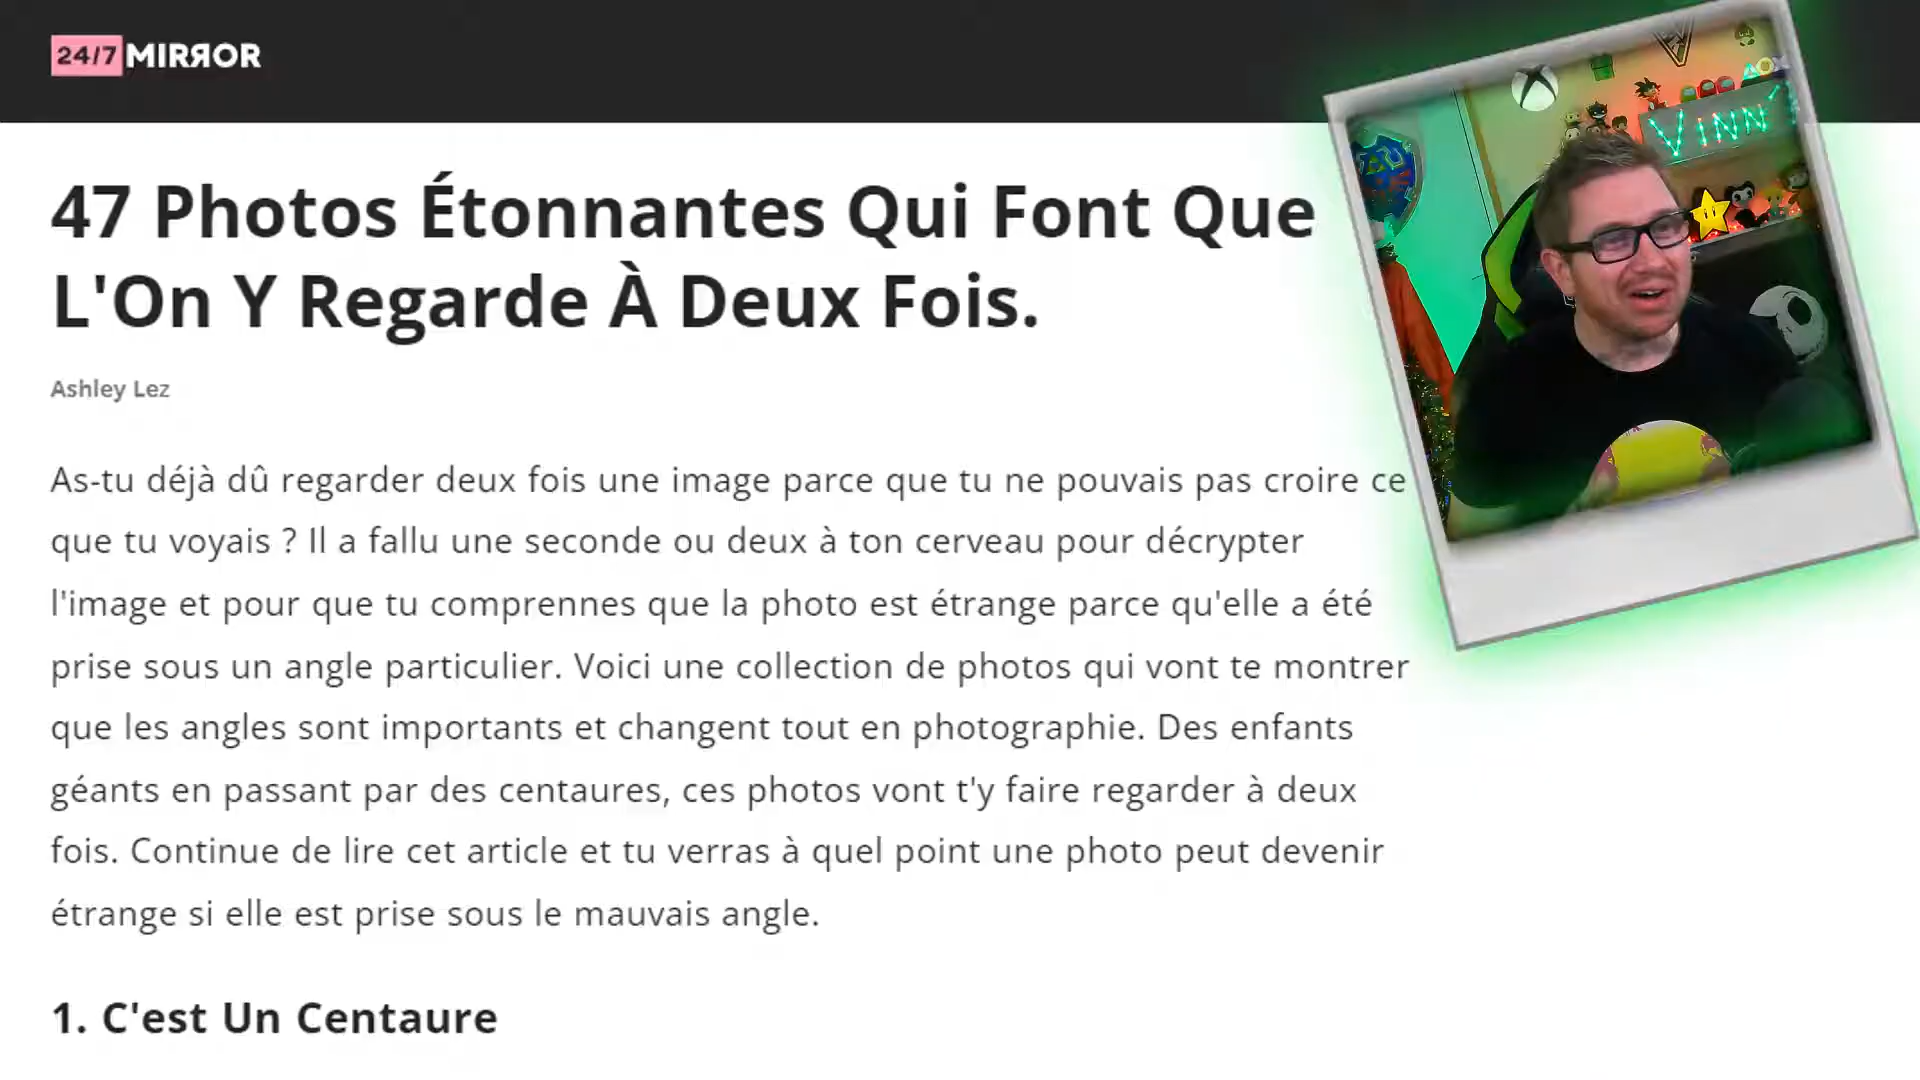 24/7 MIRROR
VINN
47 Photos Étonnantes Qui Font Que
L'On Y Regarde À Deux Fois.
Ashley Lez
As-tu déjà dû regarder deux fois une image parce que tu ne pouvais pas croire ce
que tu voyais ? Il a fallu une seconde ou deux à ton cerveau pour décrypter
l'image et pour que tu comprennes que la photo est étrange parce qu'elle a été
prise sous un angle particulier. Voici une collection de photos qui vont te montrer
que les angles sont importants et changent tout en photographie. Des enfants
géants en passant par des centaures, ces photos vont t'y faire regarder à deux
fois. Continue de lire cet article et tu verras à quel point une photo peut devenir
étrange si elle est prise sous le mauvais angle.
1. C'est Un Centaure